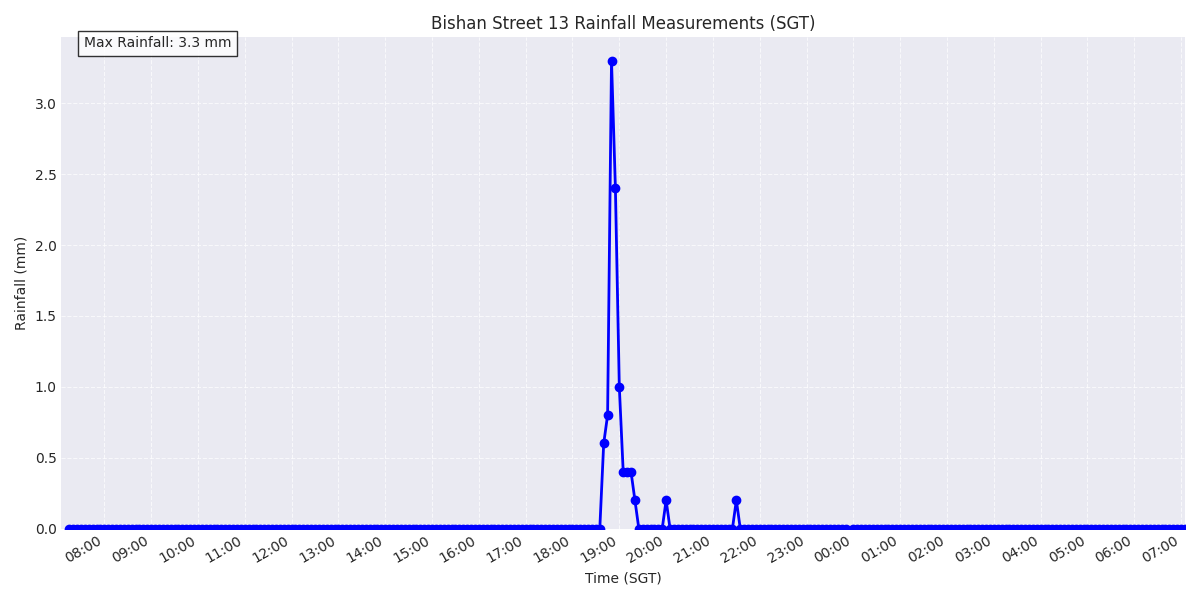 Bishan Street 13 Rainfall Measurements (SGT)
Max Rainfall: 3.3 mm
Rainfall (mm)
3.0
2.5
2.0
1.5
1.0
0.5
0.0
08:00 09:00 10:00 11:00 12:00 13:00 14:00 15:00 16:00 17:00 18:00 19:00 20:00 21:00 22:00 23:00 00:00 01:00 02:00 03:00 04:00 05:00 06:00 07:00
Time (SGT)